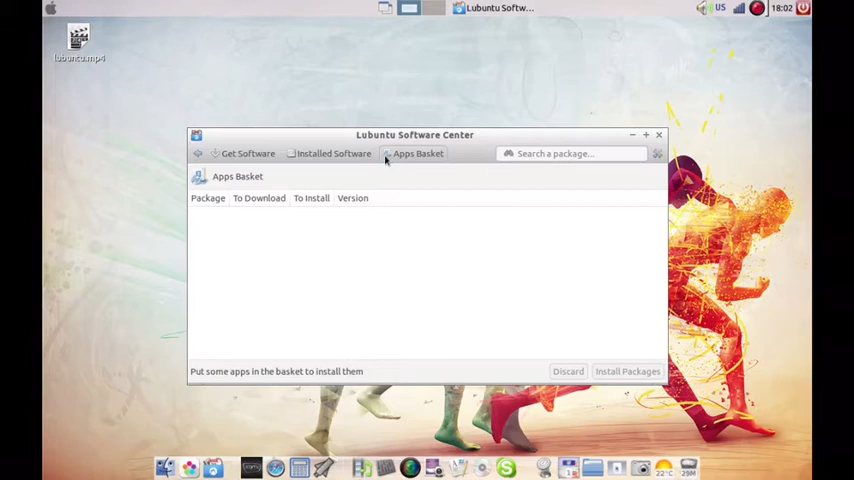 Lubuntu Softw...
US
18:02
lubuntu.mp4
Lubuntu Software Center
Get Software Installed Software Apps Basket Search a package...
Apps Basket
Package To Download To Install Version
Put some apps in the basket to install them Discard Install Packages
22°C
29M